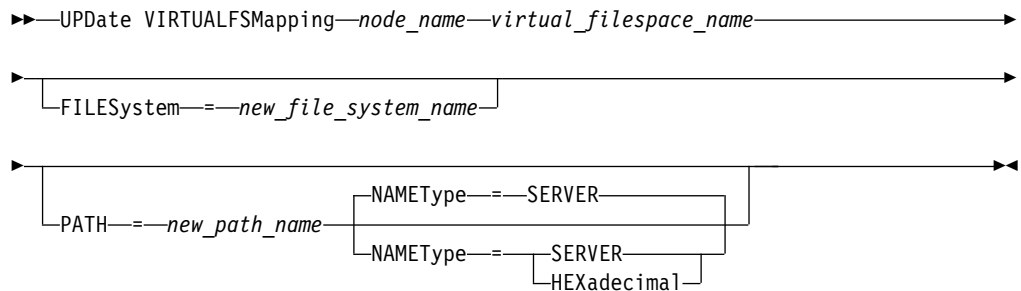 ►►─UPDate VIRTUALFSMapping─node_name─virtual_filespace_name─►
FILESystem─=─new_file_system_name
NAMEType─=─SERVER
PATH─=─new_path_name
NAMEType─=─SERVER
HEXadecimal